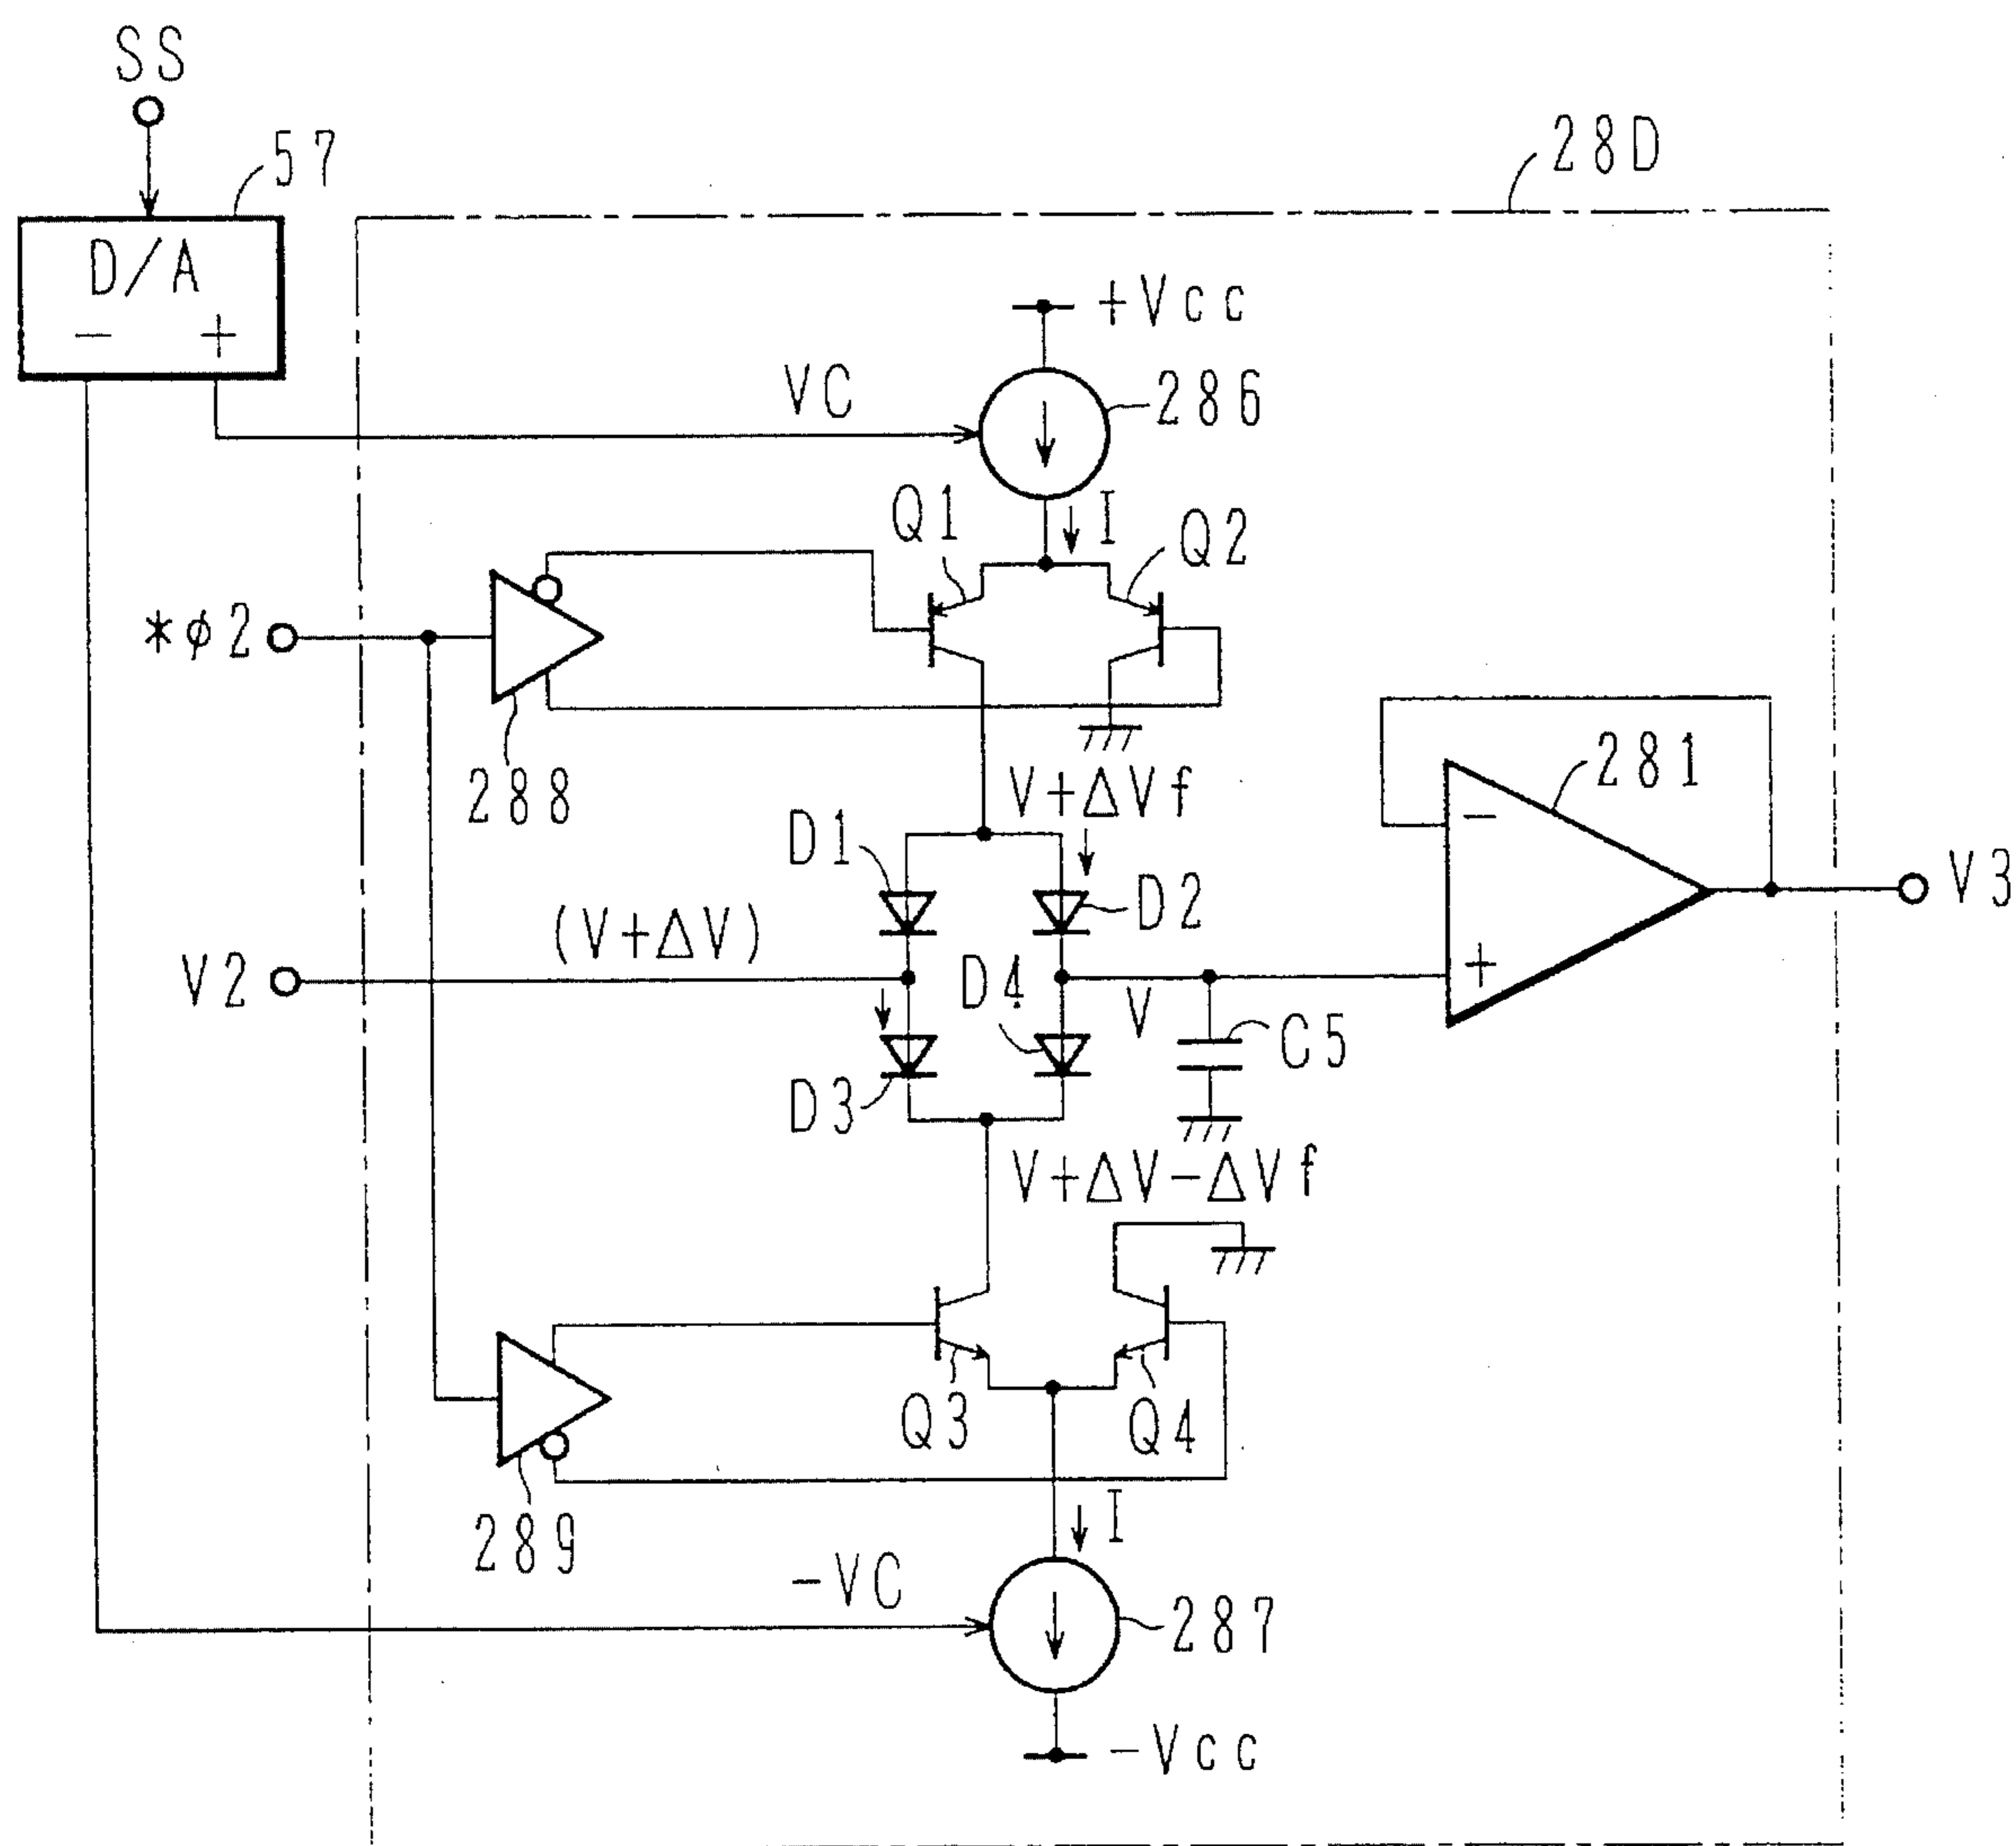 SS
57
28D
D/A
- +
+Vcc
VC
286
I
Q1
Q2
*φ2
288
V+ΔVf
281
D1
D2
-
V3
(V+ΔV)
V2
D4
V
+
C5
D3
V+ΔV-ΔVf
Q3
Q4
289
I
-VC
287
-Vcc